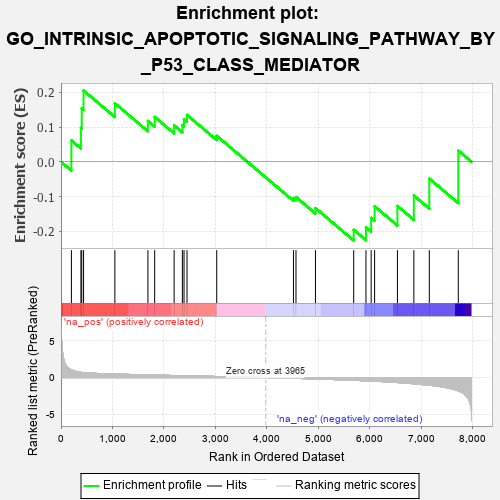 Enrichment plot:
GO_INTRINSIC_APOPTOTIC_SIGNALING_PATHWAY_BY
_P53_CLASS_MEDIATOR
Enrichment score (ES)
0.2
0.1
0.0
-0.1
-0.2
'na_pos' (positively correlated)
Ranked list metric (PreRanked)
5
0
-5
Zero cross at 3965
'na_neg' (negatively correlated)
0
1,000
2,000
3,000
4,000
5,000
6,000
7,000
8,000
Rank in Ordered Dataset
Enrichment profile
Hits
Ranking metric scores